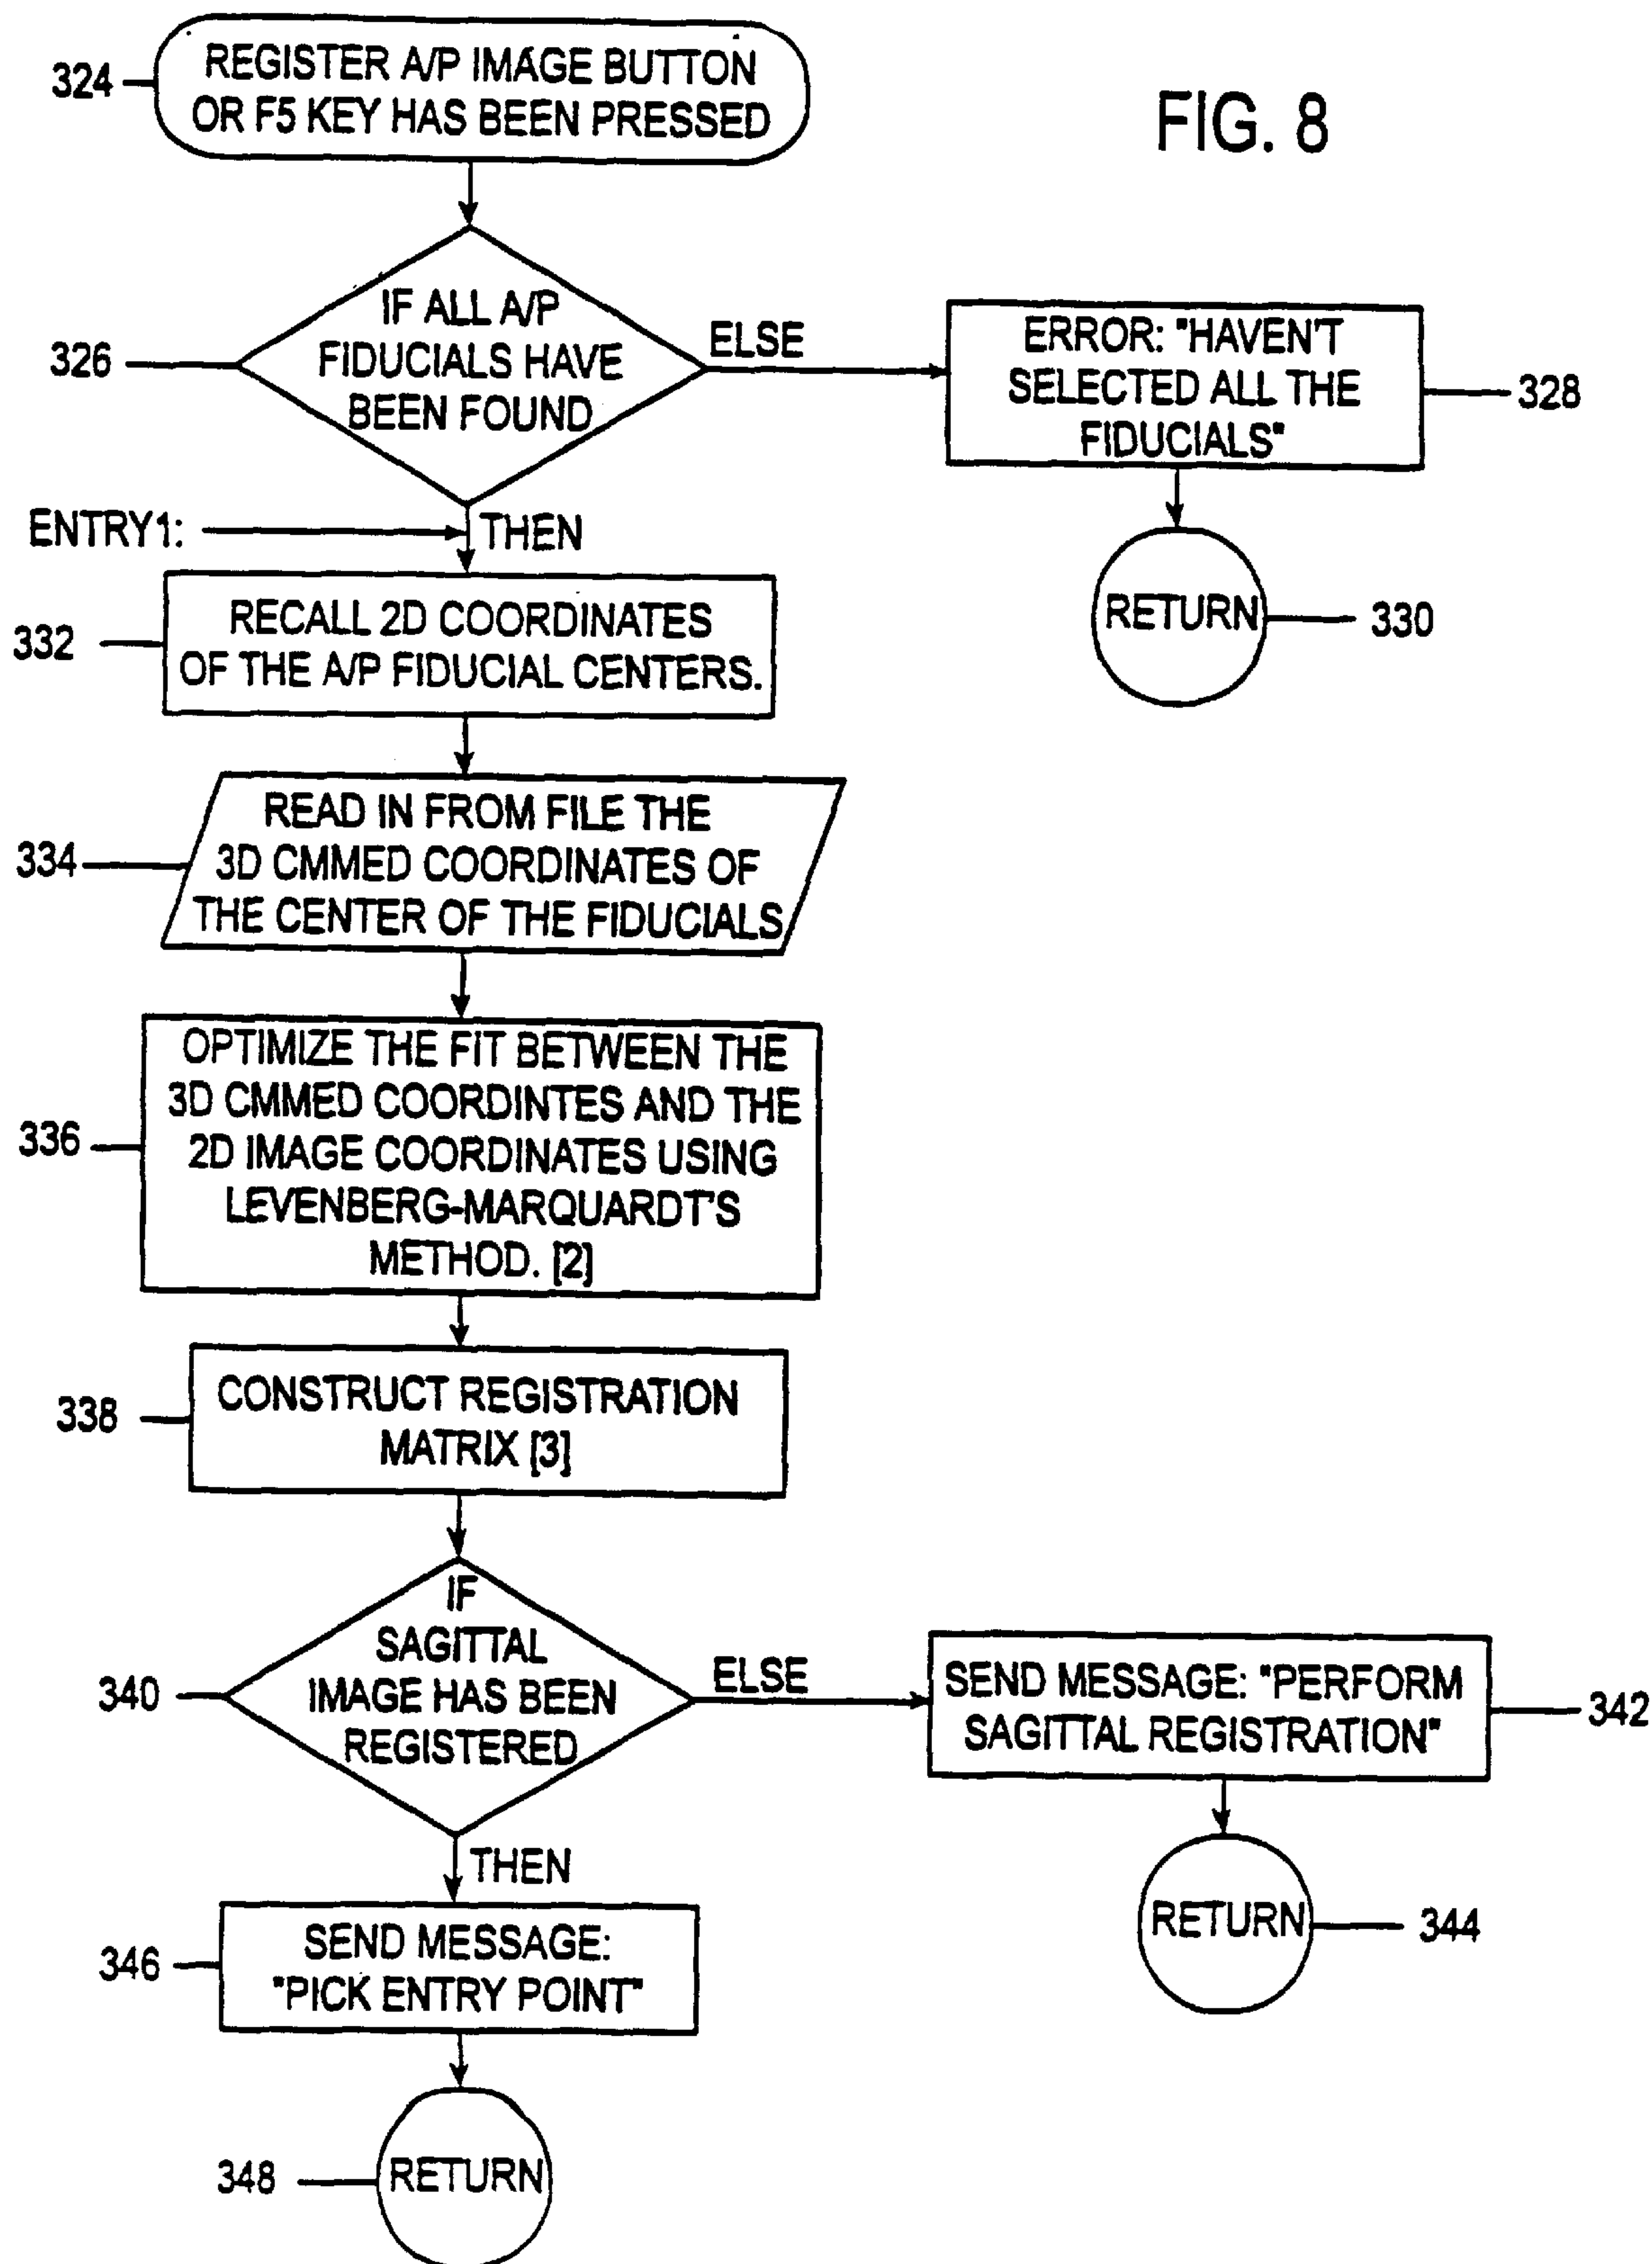 324
REGISTER A/P IMAGE BUTTON
OR F5 KEY HAS BEEN PRESSED
FIG. 8
326
IF ALL A/P
FIDUCIALS HAVE
BEEN FOUND
ELSE
ERROR: "HAVEN'T
SELECTED ALL THE
FIDUCIALS"
328
RETURN
330
ENTRY1:
THEN
332
RECALL 2D COORDINATES
OF THE A/P FIDUCIAL CENTERS.
334
READ IN FROM FILE THE
3D CMMED COORDINATES OF
THE CENTER OF THE FIDUCIALS
336
OPTIMIZE THE FIT BETWEEN THE
3D CMMED COORDINTES AND THE
2D IMAGE COORDINATES USING
LEVENBERG-MARQUARDT'S
METHOD. [2]
338
CONSTRUCT REGISTRATION
MATRIX [3]
340
IF
SAGITTAL
IMAGE HAS BEEN
REGISTERED
ELSE
SEND MESSAGE: "PERFORM
SAGITTAL REGISTRATION"
342
RETURN
344
THEN
346
SEND MESSAGE:
"PICK ENTRY POINT"
348
RETURN